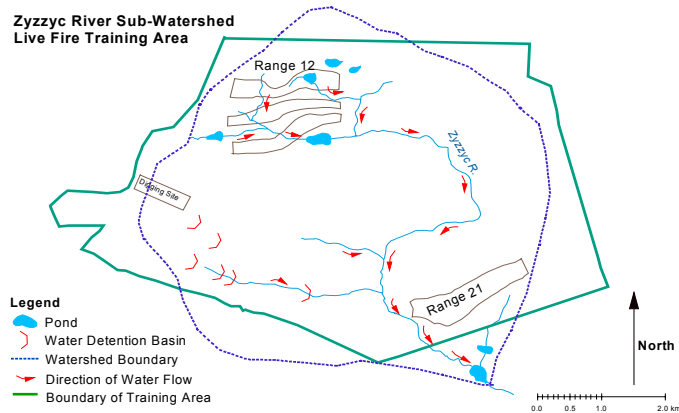 Zyzzyc River Sub-Watershed
Live Fire Training Area
Range 12
Zyzzyc R.
Digging Site
Range 21
Legend
Pond
Water Detention Basin
Watershed Boundary
Direction of Water Flow
Boundary of Training Area
North
0.0 1.0 2.0 km